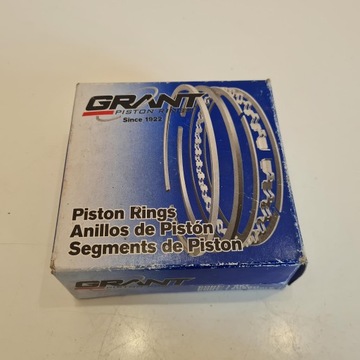 GRANT
PISTON RINGS
Since 1922
Piston Rings
Anillos de Pistón
Segments de Piston
GRANT